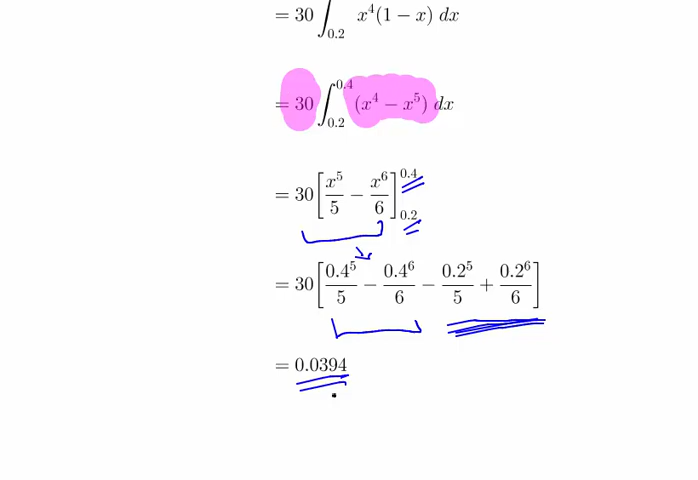 = 30 ∫_{0.2} x^4(1 − x) dx
= 30 ∫_{0.2}^{0.4} (x^4 − x^5) dx
= 30 [x^5/5 − x^6/6]_{0.2}^{0.4}
= 30 [0.4^5/5 − 0.4^6/6 − 0.2^5/5 + 0.2^6/6]
= 0.0394